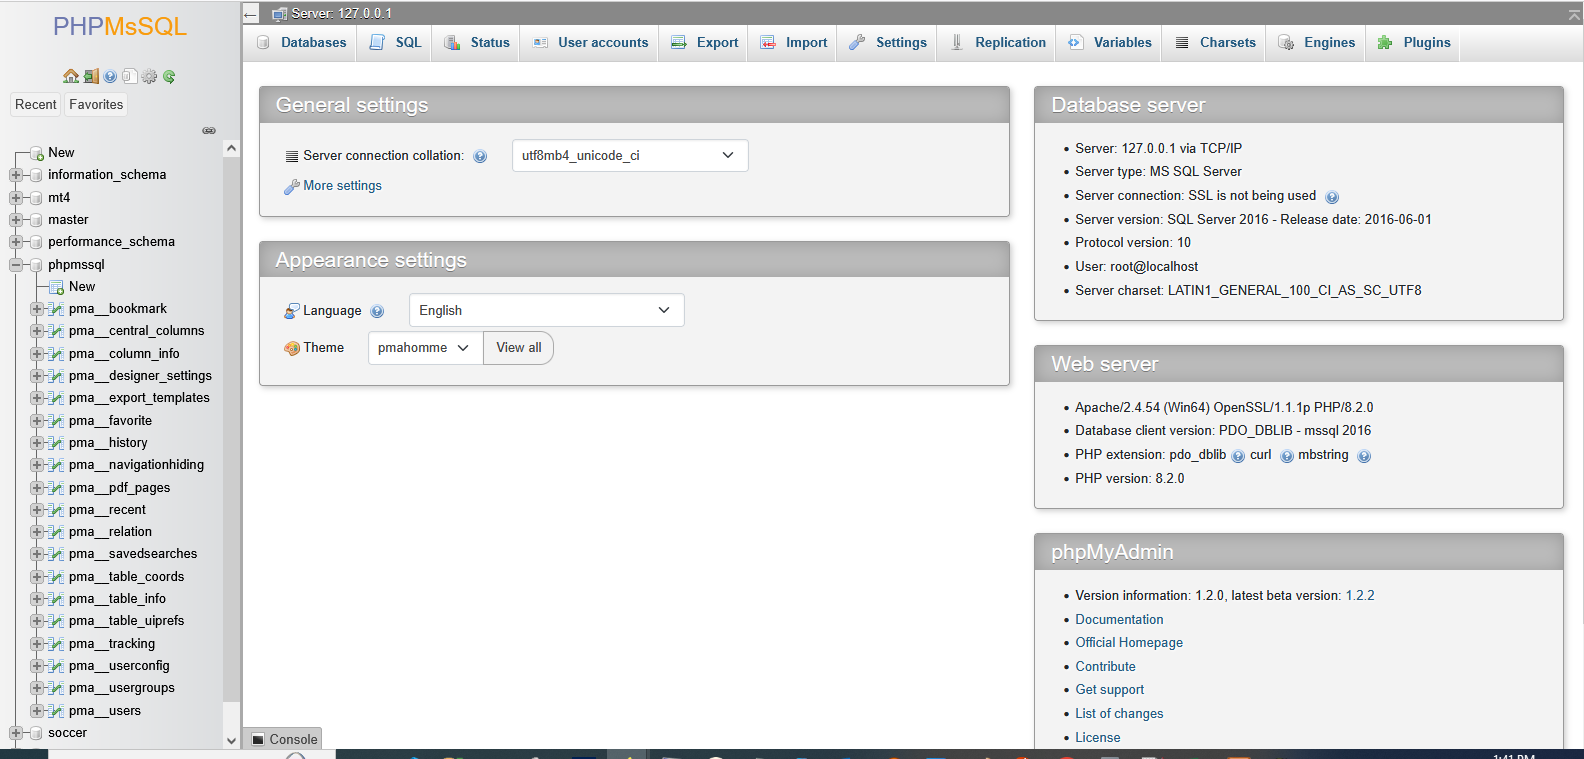 PHPMsSQL
Recent Favorites
New
information_schema
mt4
master
performance_schema
phpmssql
New
pma__bookmark
pma__central_columns
pma__column_info
pma__designer_settings
pma__export_templates
pma__favorite
pma__history
pma__navigationhiding
pma__pdf_pages
pma__recent
pma__relation
pma__savedsearches
pma__table_coords
pma__table_info
pma__table_uiprefs
pma__tracking
pma__userconfig
pma__usergroups
pma__users
soccer
Server: 127.0.0.1
Databases SQL Status User accounts Export Import Settings Replication Variables Charsets Engines Plugins
General settings
Server connection collation: utf8mb4_unicode_ci
More settings
Appearance settings
Language English
Theme pmahomme View all
Database server
Server: 127.0.0.1 via TCP/IP
Server type: MS SQL Server
Server connection: SSL is not being used
Server version: SQL Server 2016 - Release date: 2016-06-01
Protocol version: 10
User: root@localhost
Server charset: LATIN1_GENERAL_100_CI_AS_SC_UTF8
Web server
Apache/2.4.54 (Win64) OpenSSL/1.1.1p PHP/8.2.0
Database client version: PDO_DBLIB - mssql 2016
PHP extension: pdo_dblib curl mbstring
PHP version: 8.2.0
phpMyAdmin
Version information: 1.2.0, latest beta version: 1.2.2
Documentation
Official Homepage
Contribute
Get support
List of changes
License
Console
1:41 PM